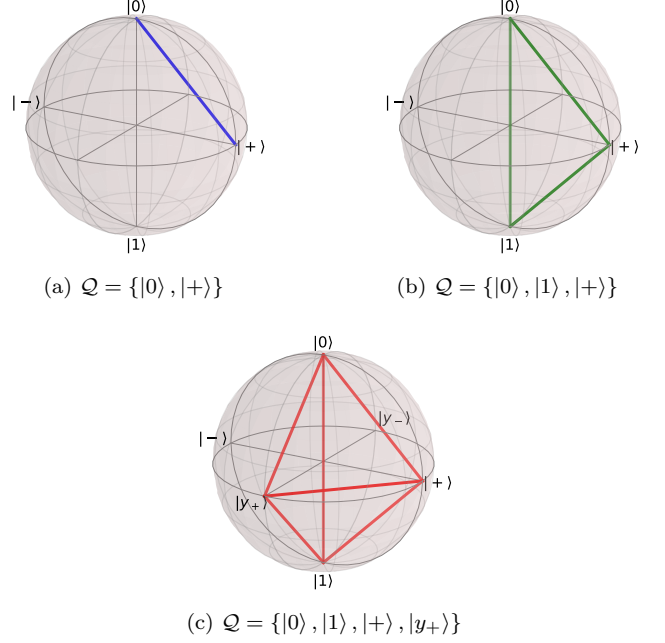 |0⟩ |0⟩
|−⟩ |−⟩
|+⟩ |+⟩
|1⟩ |1⟩
(a) 𝒬 = {|0⟩ , |+⟩} (b) 𝒬 = {|0⟩ , |1⟩ , |+⟩}
|0⟩
|y₋⟩
|−⟩
|+⟩
|y₊⟩
|1⟩
(c) 𝒬 = {|0⟩ , |1⟩ , |+⟩ , |y₊⟩}